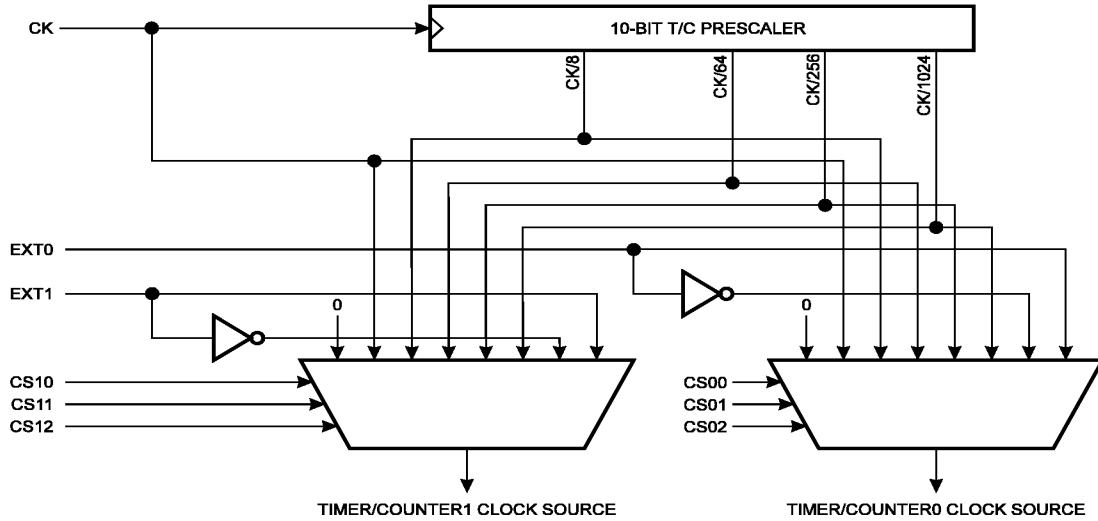 CK
10-BIT T/C PRESCALER
CK/8
CK/64
CK/256
CK/1024
EXT0
EXT1
0
0
CS10
CS11
CS12
CS00
CS01
CS02
TIMER/COUNTER1 CLOCK SOURCE
TIMER/COUNTER0 CLOCK SOURCE